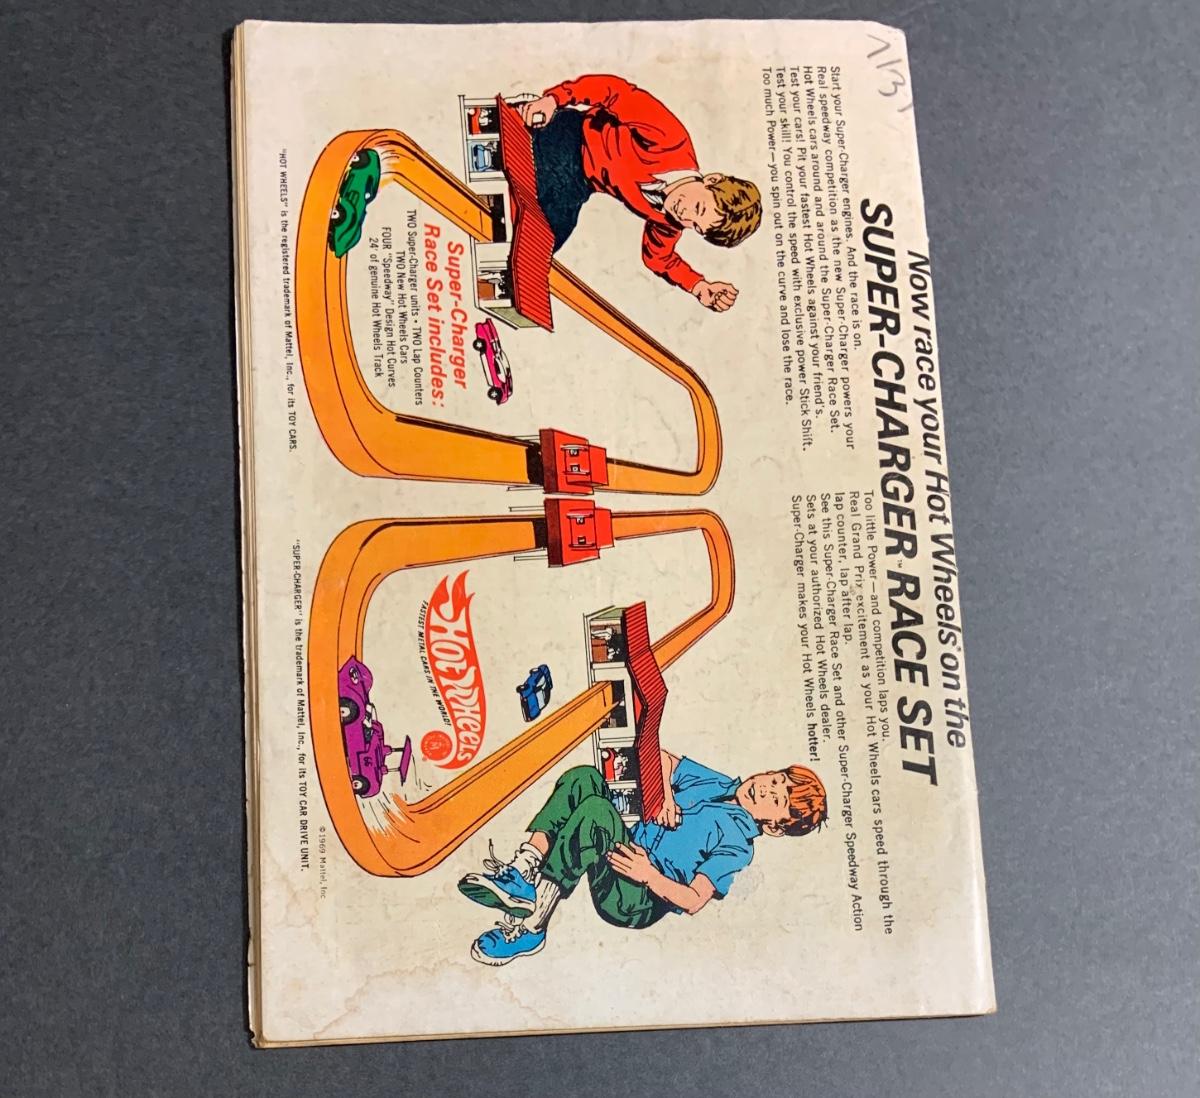 Now race your Hot Wheels® on the
SUPER-CHARGER™ RACE SET
Start your Super-Charger engines. And the race is on.
Real speedway competition as the new Super-Charger powers your
Hot Wheels cars around and around the Super-Charger Race Set.
Test your cars! Pit your fastest Hot Wheels against your friend's.
Test your skill! You control the speed with exclusive power Stick Shift.
Too much Power—you spin out on the curve and lose the race.
Too little Power—and competition laps you.
Real Grand Prix excitement as your Hot Wheels cars speed through the
lap counter, lap after lap.
See this Super-Charger Race Set and other Super-Charger Speedway Action
Sets at your authorized Hot Wheels dealer.
Super-Charger makes your Hot Wheels hotter!
Super-Charger
Race Set includes:
TWO Super-Charger units • TWO Lap Counters
TWO New Hot Wheels Cars
FOUR "Speedway" Design Hot Curves
24' of genuine Hot Wheels Track
HOT WHEELS
FASTEST METAL CARS IN THE WORLD!
66
© 1969 Mattel, Inc
"HOT WHEELS" is the registered trademark of Mattel, Inc., for its TOY CARS.
"SUPER-CHARGER" is the trademark of Mattel, Inc., for its TOY CAR DRIVE UNIT.